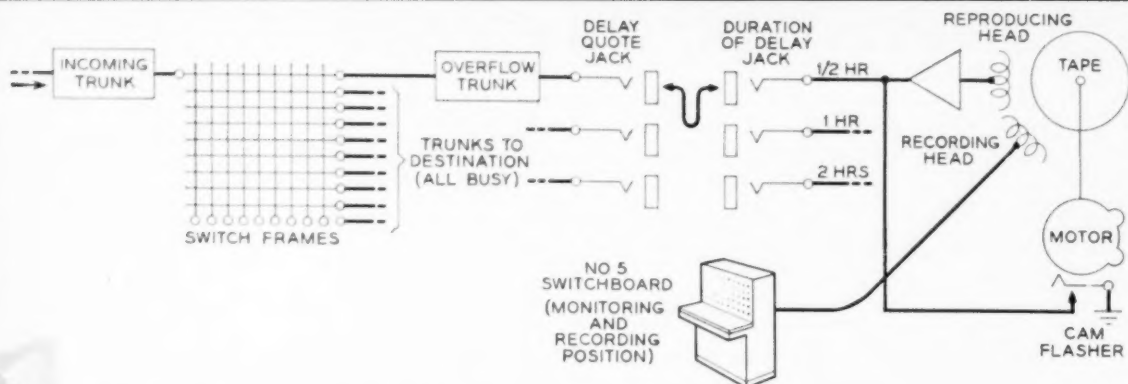 INCOMING
TRUNK
OVERFLOW
TRUNK
DELAY
QUOTE
JACK
DURATION
OF DELAY
JACK
REPRODUCING
HEAD
TAPE
1/2 HR
1 HR
2 HRS
TRUNKS TO
DESTINATION
(ALL BUSY)
RECORDING
HEAD
SWITCH FRAMES
MOTOR
NO 5
SWITCHBOARD
(MONITORING
AND
RECORDING
POSITION)
CAM
FLASHER